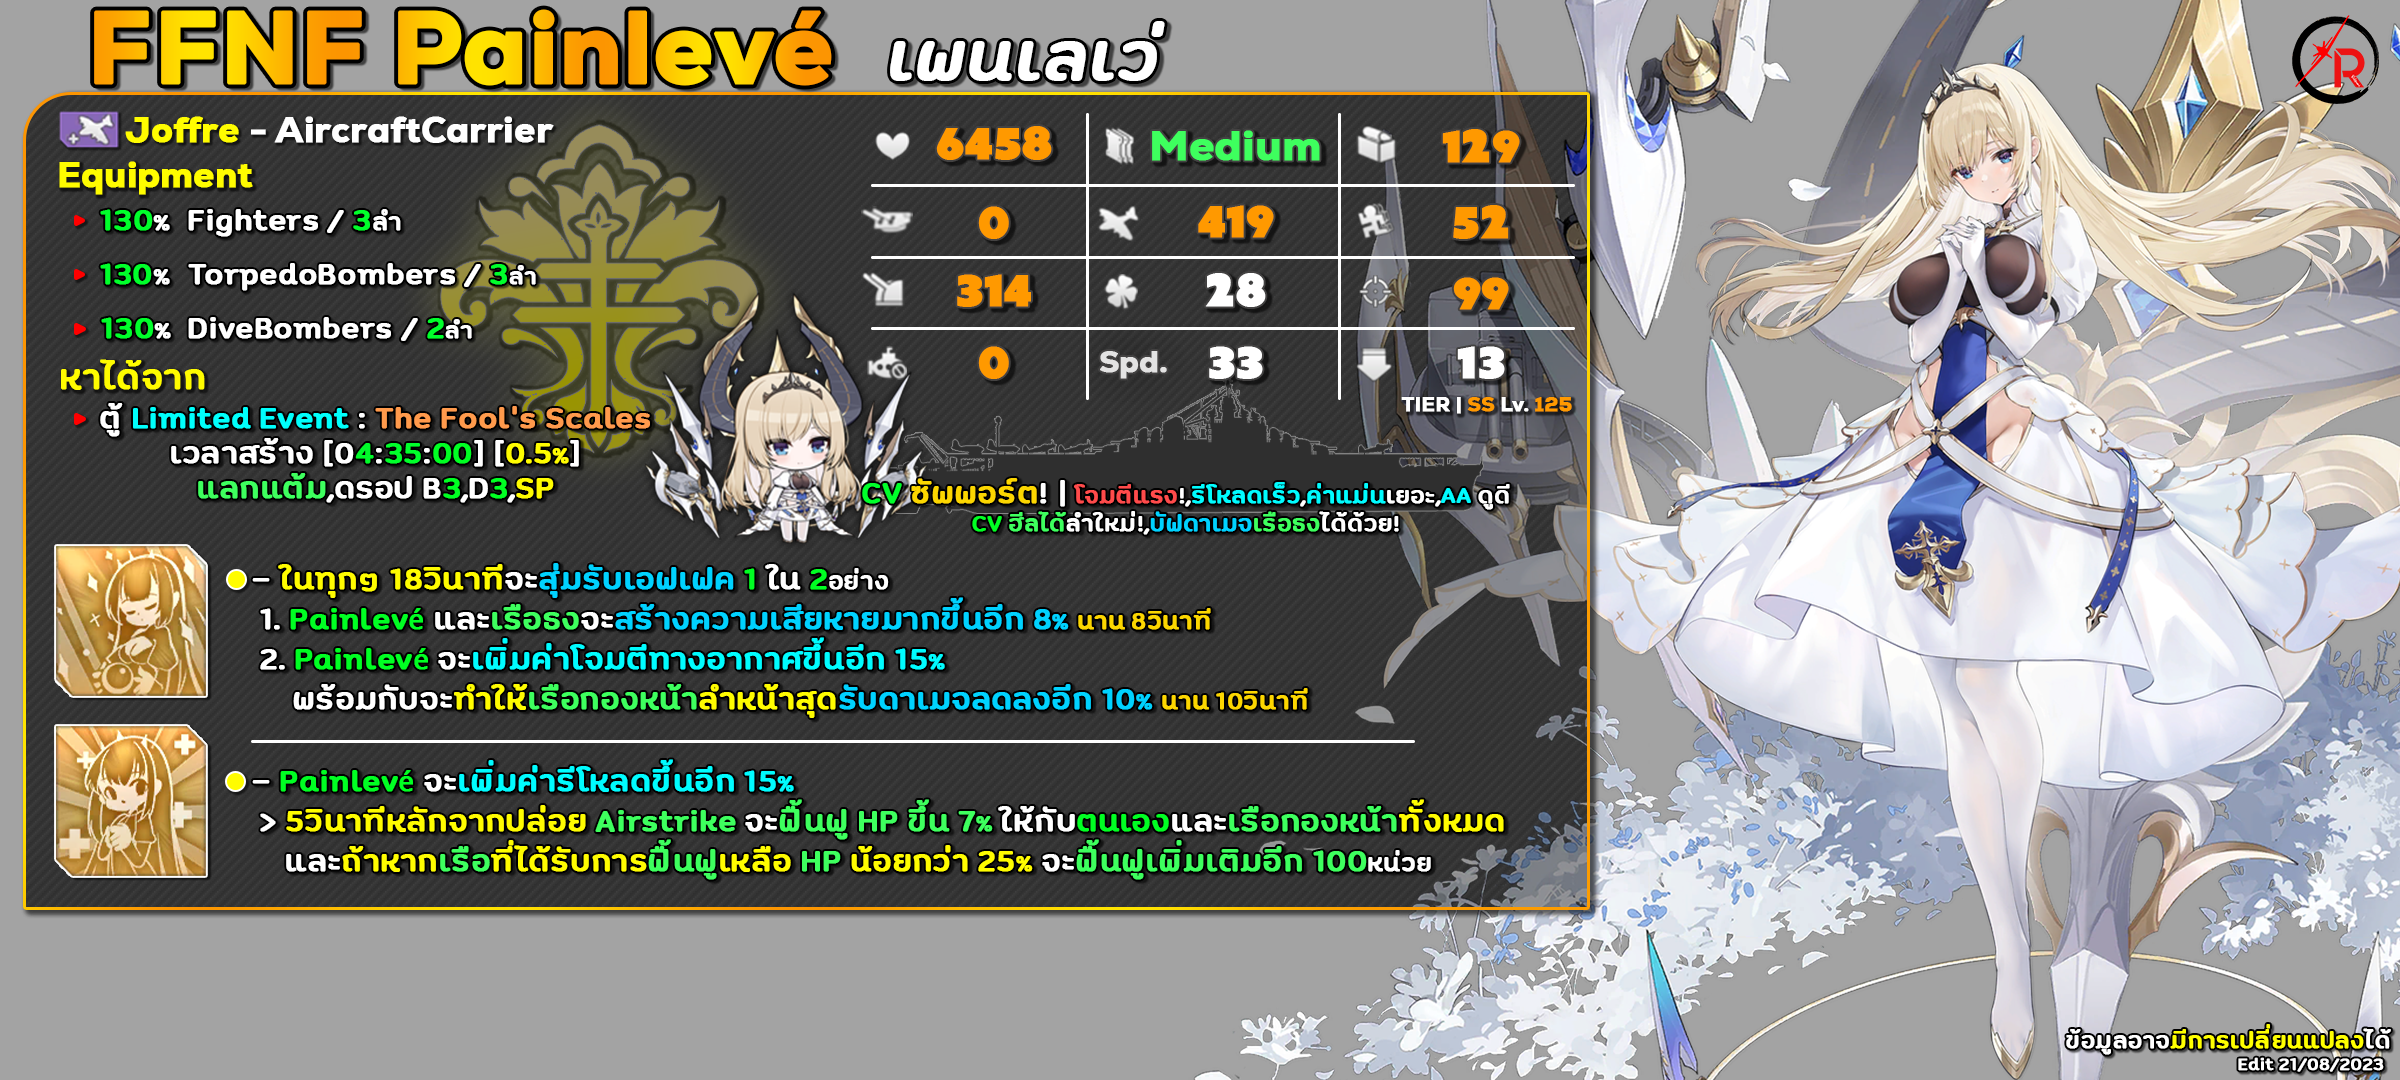 FFNF Painlevé เพนเลเว่
R
Joffre - AircraftCarrier
Equipment
130% Fighters / 3ลำ
130% TorpedoBombers / 3ลำ
130% DiveBombers / 2ลำ
หาได้จาก
ตู้ Limited Event : The Fool's Scales
เวลาสร้าง [04:35:00] [0.5%]
แลกแต้ม,ดรอป B3,D3,SP
6458 Medium 129
0 419 52
314 28 99
0 Spd. 33 13
TIER | SS Lv. 125
CV ซัพพอร์ต! | โจมตีแรง!,รีโหลดเร็ว,ค่าแม่นเยอะ,AA ดูดี
CV ฮีลได้ลำใหม่!,บัฟดาเมจเรือธงได้ด้วย!
– ในทุกๆ 18วินาทีจะสุ่มรับเอฟเฟค 1 ใน 2อย่าง
1. Painlevé และเรือธงจะสร้างความเสียหายมากขึ้นอีก 8% นาน 8วินาที
2. Painlevé จะเพิ่มค่าโจมตีทางอากาศขึ้นอีก 15%
พร้อมกับจะทำให้เรือกองหน้าลำหน้าสุดรับดาเมจลดลงอีก 10% นาน 10วินาที
– Painlevé จะเพิ่มค่ารีโหลดขึ้นอีก 15%
> 5วินาทีหลักจากปล่อย Airstrike จะฟื้นฟู HP ขึ้น 7% ให้กับตนเองและเรือกองหน้าทั้งหมด
และถ้าหากเรือที่ได้รับการฟื้นฟูเหลือ HP น้อยกว่า 25% จะฟื้นฟูเพิ่มเติมอีก 100หน่วย
ข้อมูลอาจมีการเปลี่ยนแปลงได้
Edit 21/08/2023